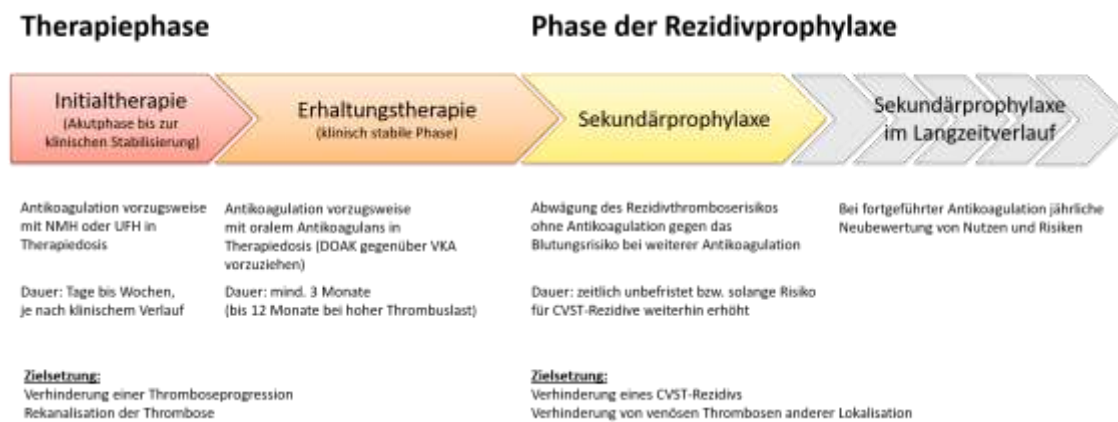 Therapiephase
Phase der Rezidivprophylaxe
Initialtherapie
(Akutphase bis zur
klinischen Stabilisierung)
Erhaltungstherapie
(klinisch stabile Phase)
Sekundärprophylaxe
Sekundärprophylaxe
im Langzeitverlauf
Antikoagulation vorzugsweise
mit NMH oder UFH in
Therapiedosis
Dauer: Tage bis Wochen,
je nach klinischem Verlauf
Antikoagulation vorzugsweise
mit oralem Antikoagulans in
Therapiedosis (DOAK gegenüber VKA
vorzuziehen)
Dauer: mind. 3 Monate
(bis 12 Monate bei hoher Thrombuslast)
Abwägung des Rezidivthromboserisikos
ohne Antikoagulation gegen das
Blutungsrisiko bei weiterer Antikoagulation
Dauer: zeitlich unbefristet bzw. solange Risiko
für CVST-Rezidive weiterhin erhöht
Bei fortgeführter Antikoagulation jährliche
Neubewertung von Nutzen und Risiken
Zielsetzung:
Verhinderung einer Thromboseprogression
Rekanalisation der Thrombose
Zielsetzung:
Verhinderung eines CVST-Rezidivs
Verhinderung von venösen Thrombosen anderer Lokalisation